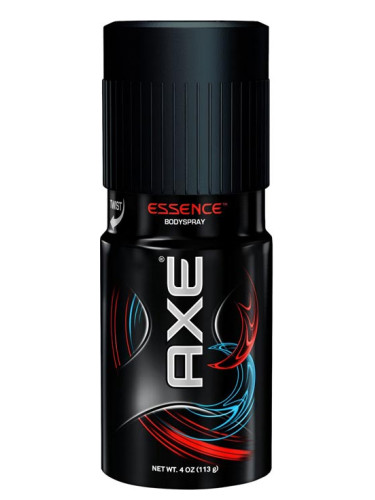 TWIST
ESSENCE™
BODYSPRAY
AXE®
NET WT. 4 OZ (113 g)